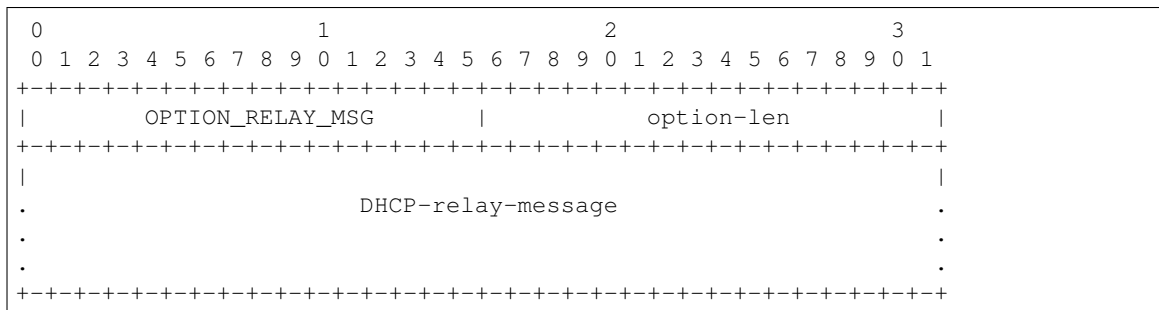 0                   1                   2                   3
 0 1 2 3 4 5 6 7 8 9 0 1 2 3 4 5 6 7 8 9 0 1 2 3 4 5 6 7 8 9 0 1
+-+-+-+-+-+-+-+-+-+-+-+-+-+-+-+-+-+-+-+-+-+-+-+-+-+-+-+-+-+-+-+-+
|        OPTION_RELAY_MSG       |           option-len          |
+-+-+-+-+-+-+-+-+-+-+-+-+-+-+-+-+-+-+-+-+-+-+-+-+-+-+-+-+-+-+-+-+
|                                                               |
.                       DHCP-relay-message                      .
.                                                               .
.                                                               .
+-+-+-+-+-+-+-+-+-+-+-+-+-+-+-+-+-+-+-+-+-+-+-+-+-+-+-+-+-+-+-+-+